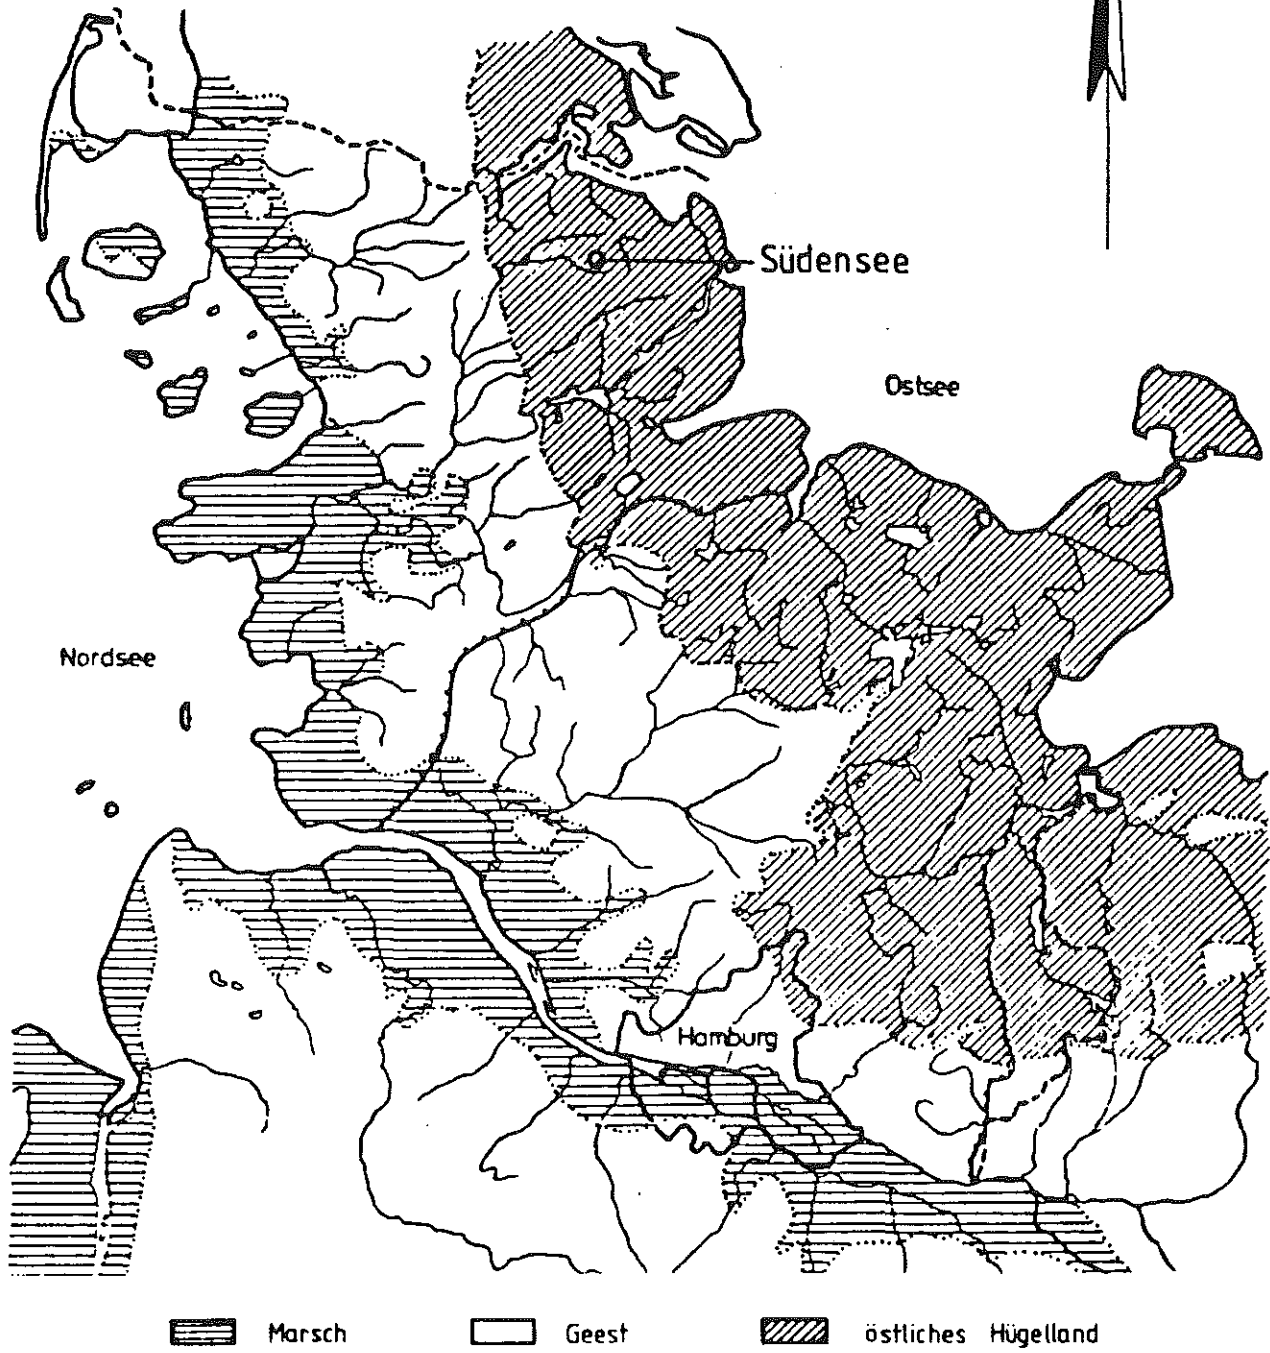 Südensee
Ostsee
Nordsee
Hamburg
Marsch
Geest
östliches Hügelland